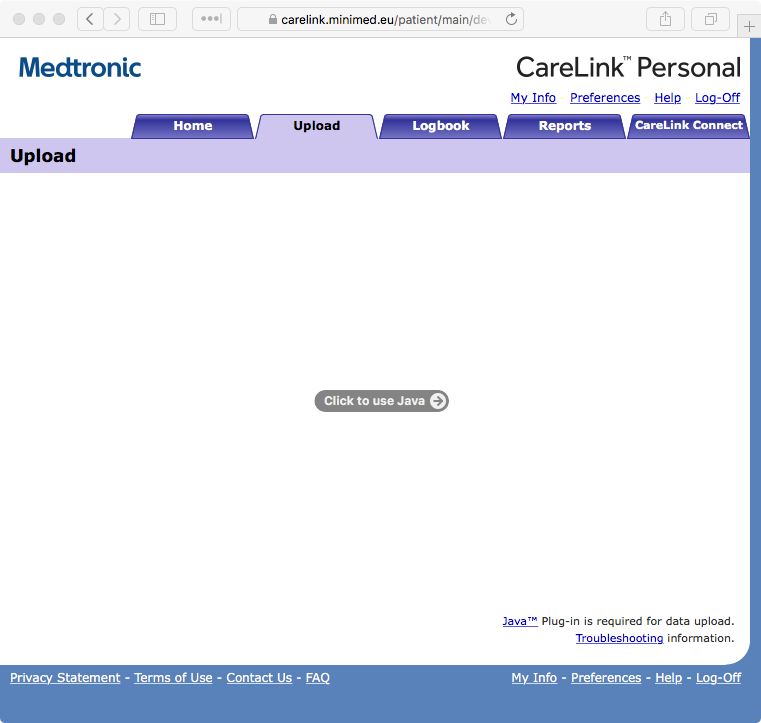 carelink.minimed.eu/patient/main/de
Medtronic
CareLink™ Personal
My Info Preferences Help Log-Off
Home Upload Logbook Reports CareLink Connect
Upload
Click to use Java
Java™ Plug-in is required for data upload.
Troubleshooting information.
Privacy Statement - Terms of Use - Contact Us - FAQ
My Info - Preferences - Help - Log-Off